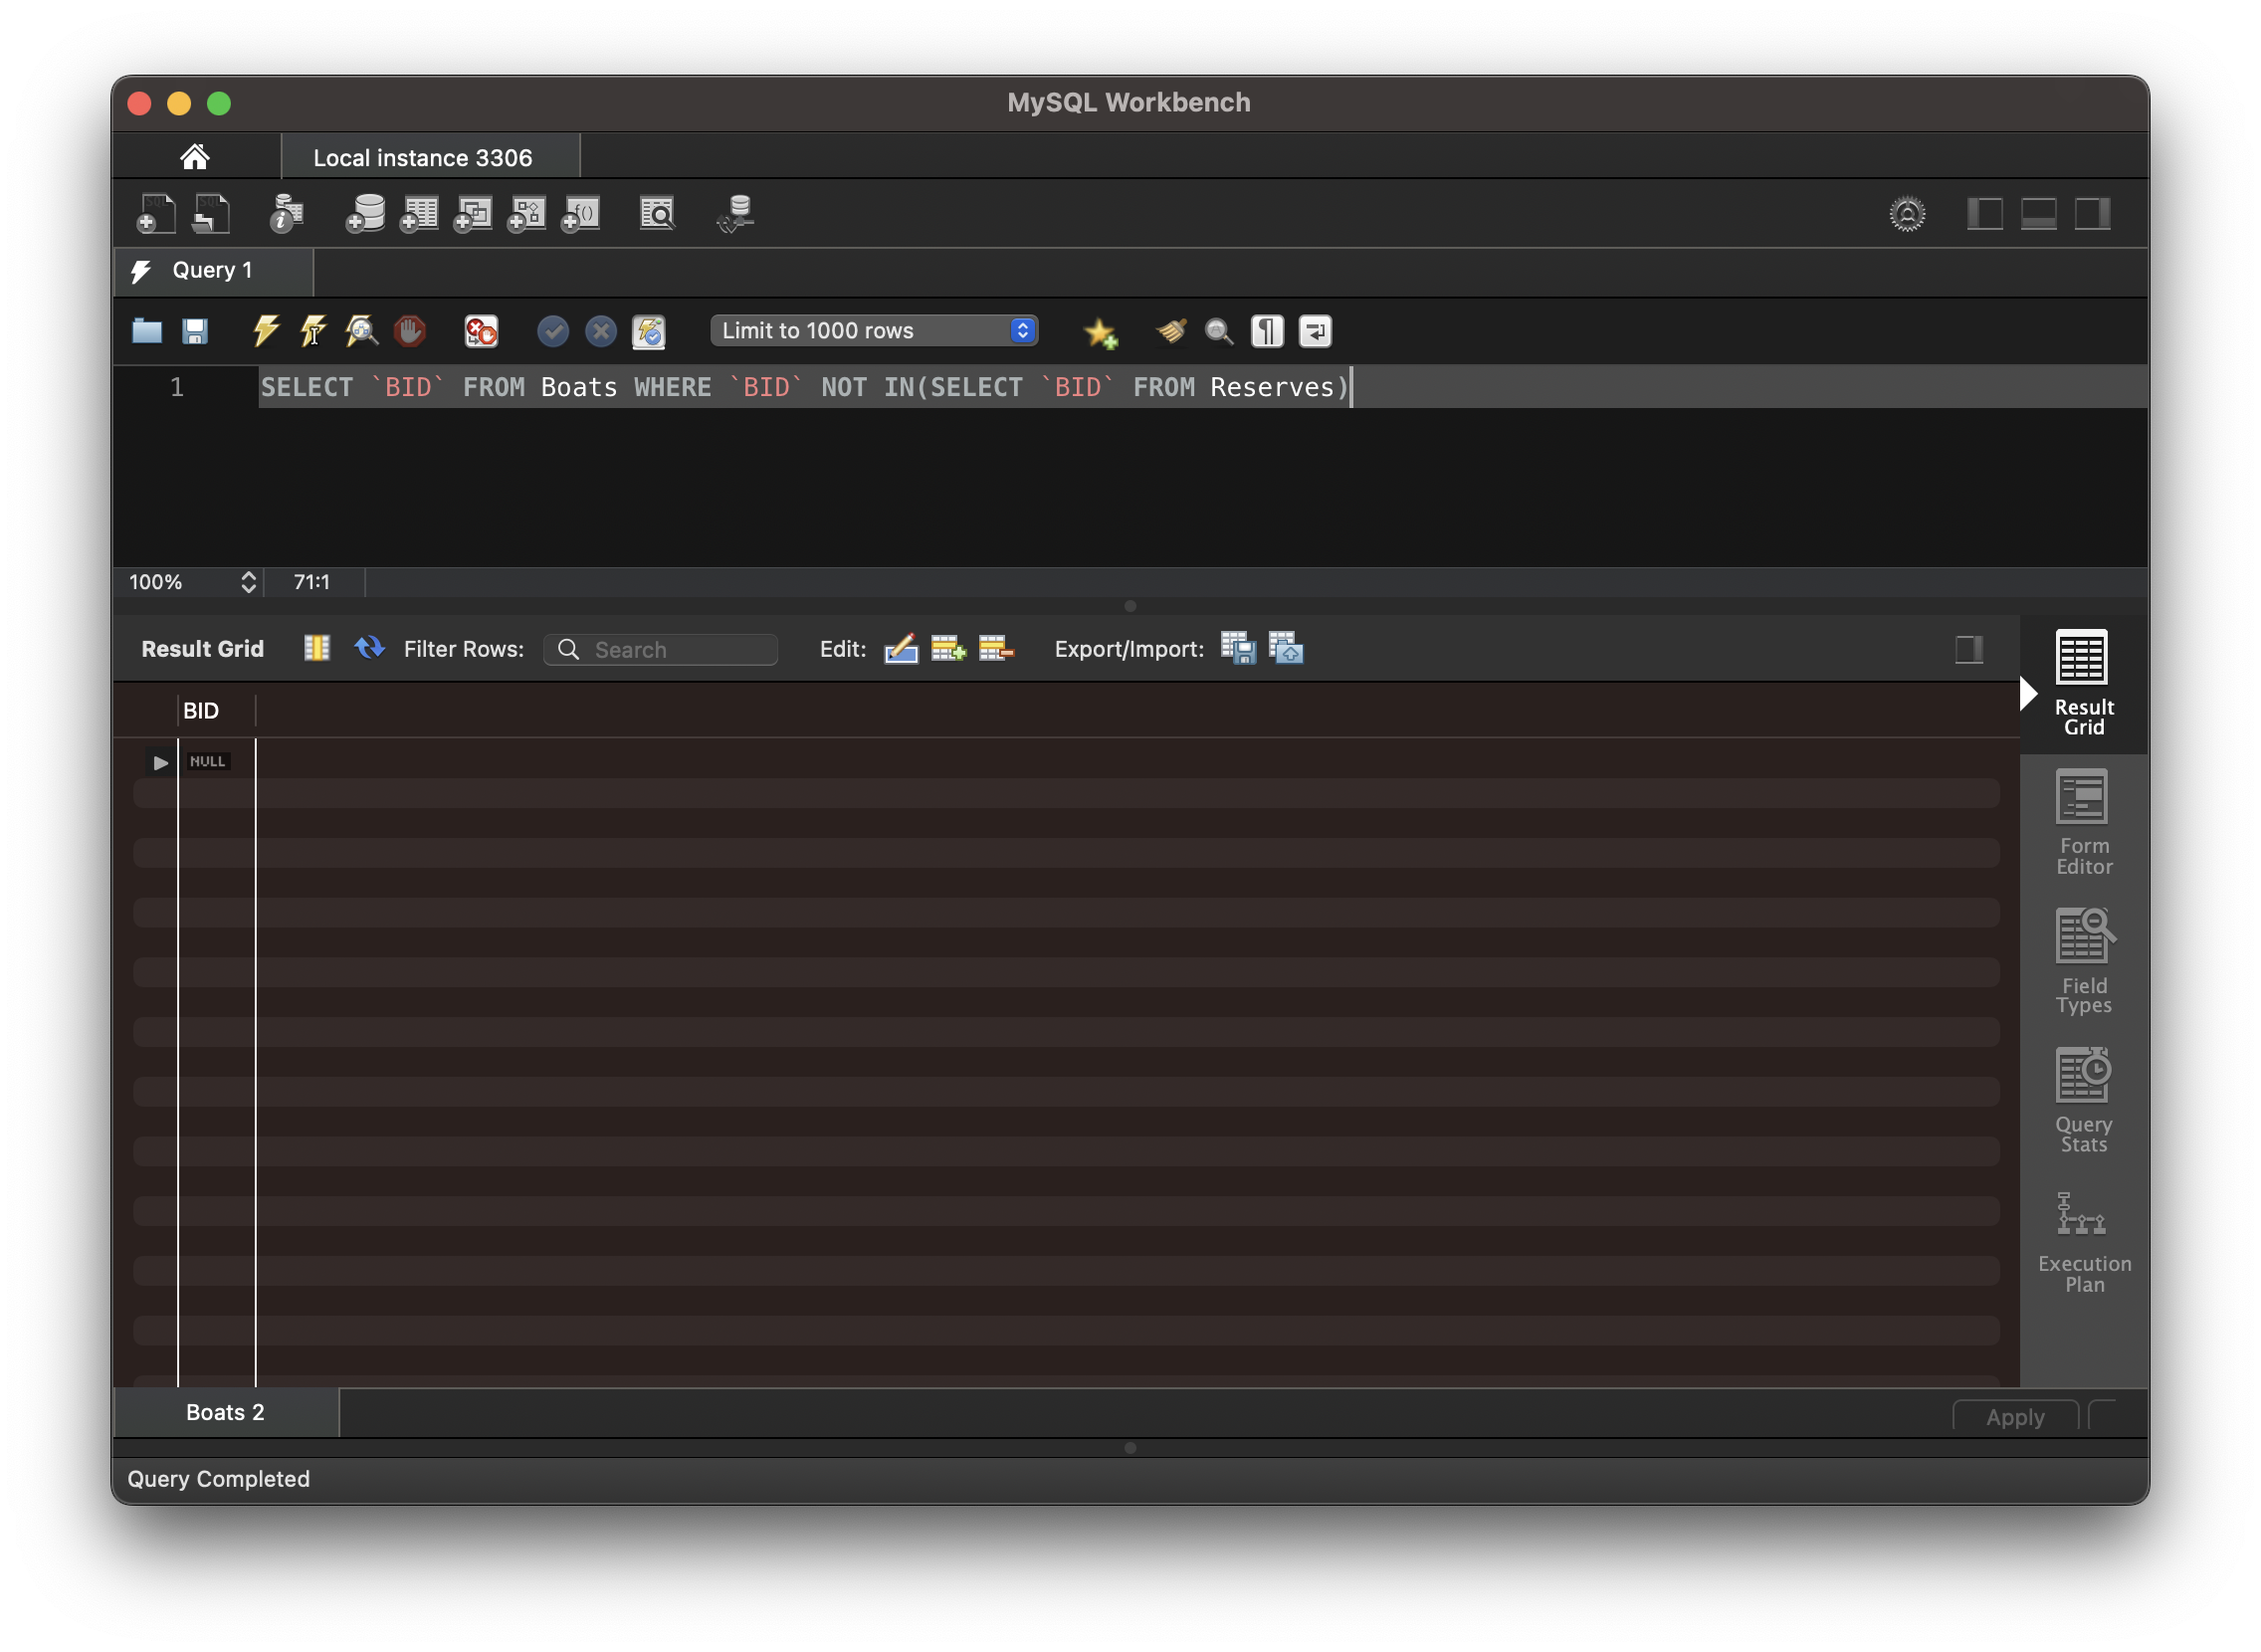 MySQL Workbench
Local instance 3306
Query 1
Limit to 1000 rows
1 SELECT `BID` FROM Boats WHERE `BID` NOT IN(SELECT `BID` FROM Reserves)
100% 71:1
Result Grid Filter Rows: Search Edit: Export/Import:
BID
NULL
Result
Grid
Form
Editor
Field
Types
Query
Stats
Execution
Plan
Boats 2
Apply
Query Completed